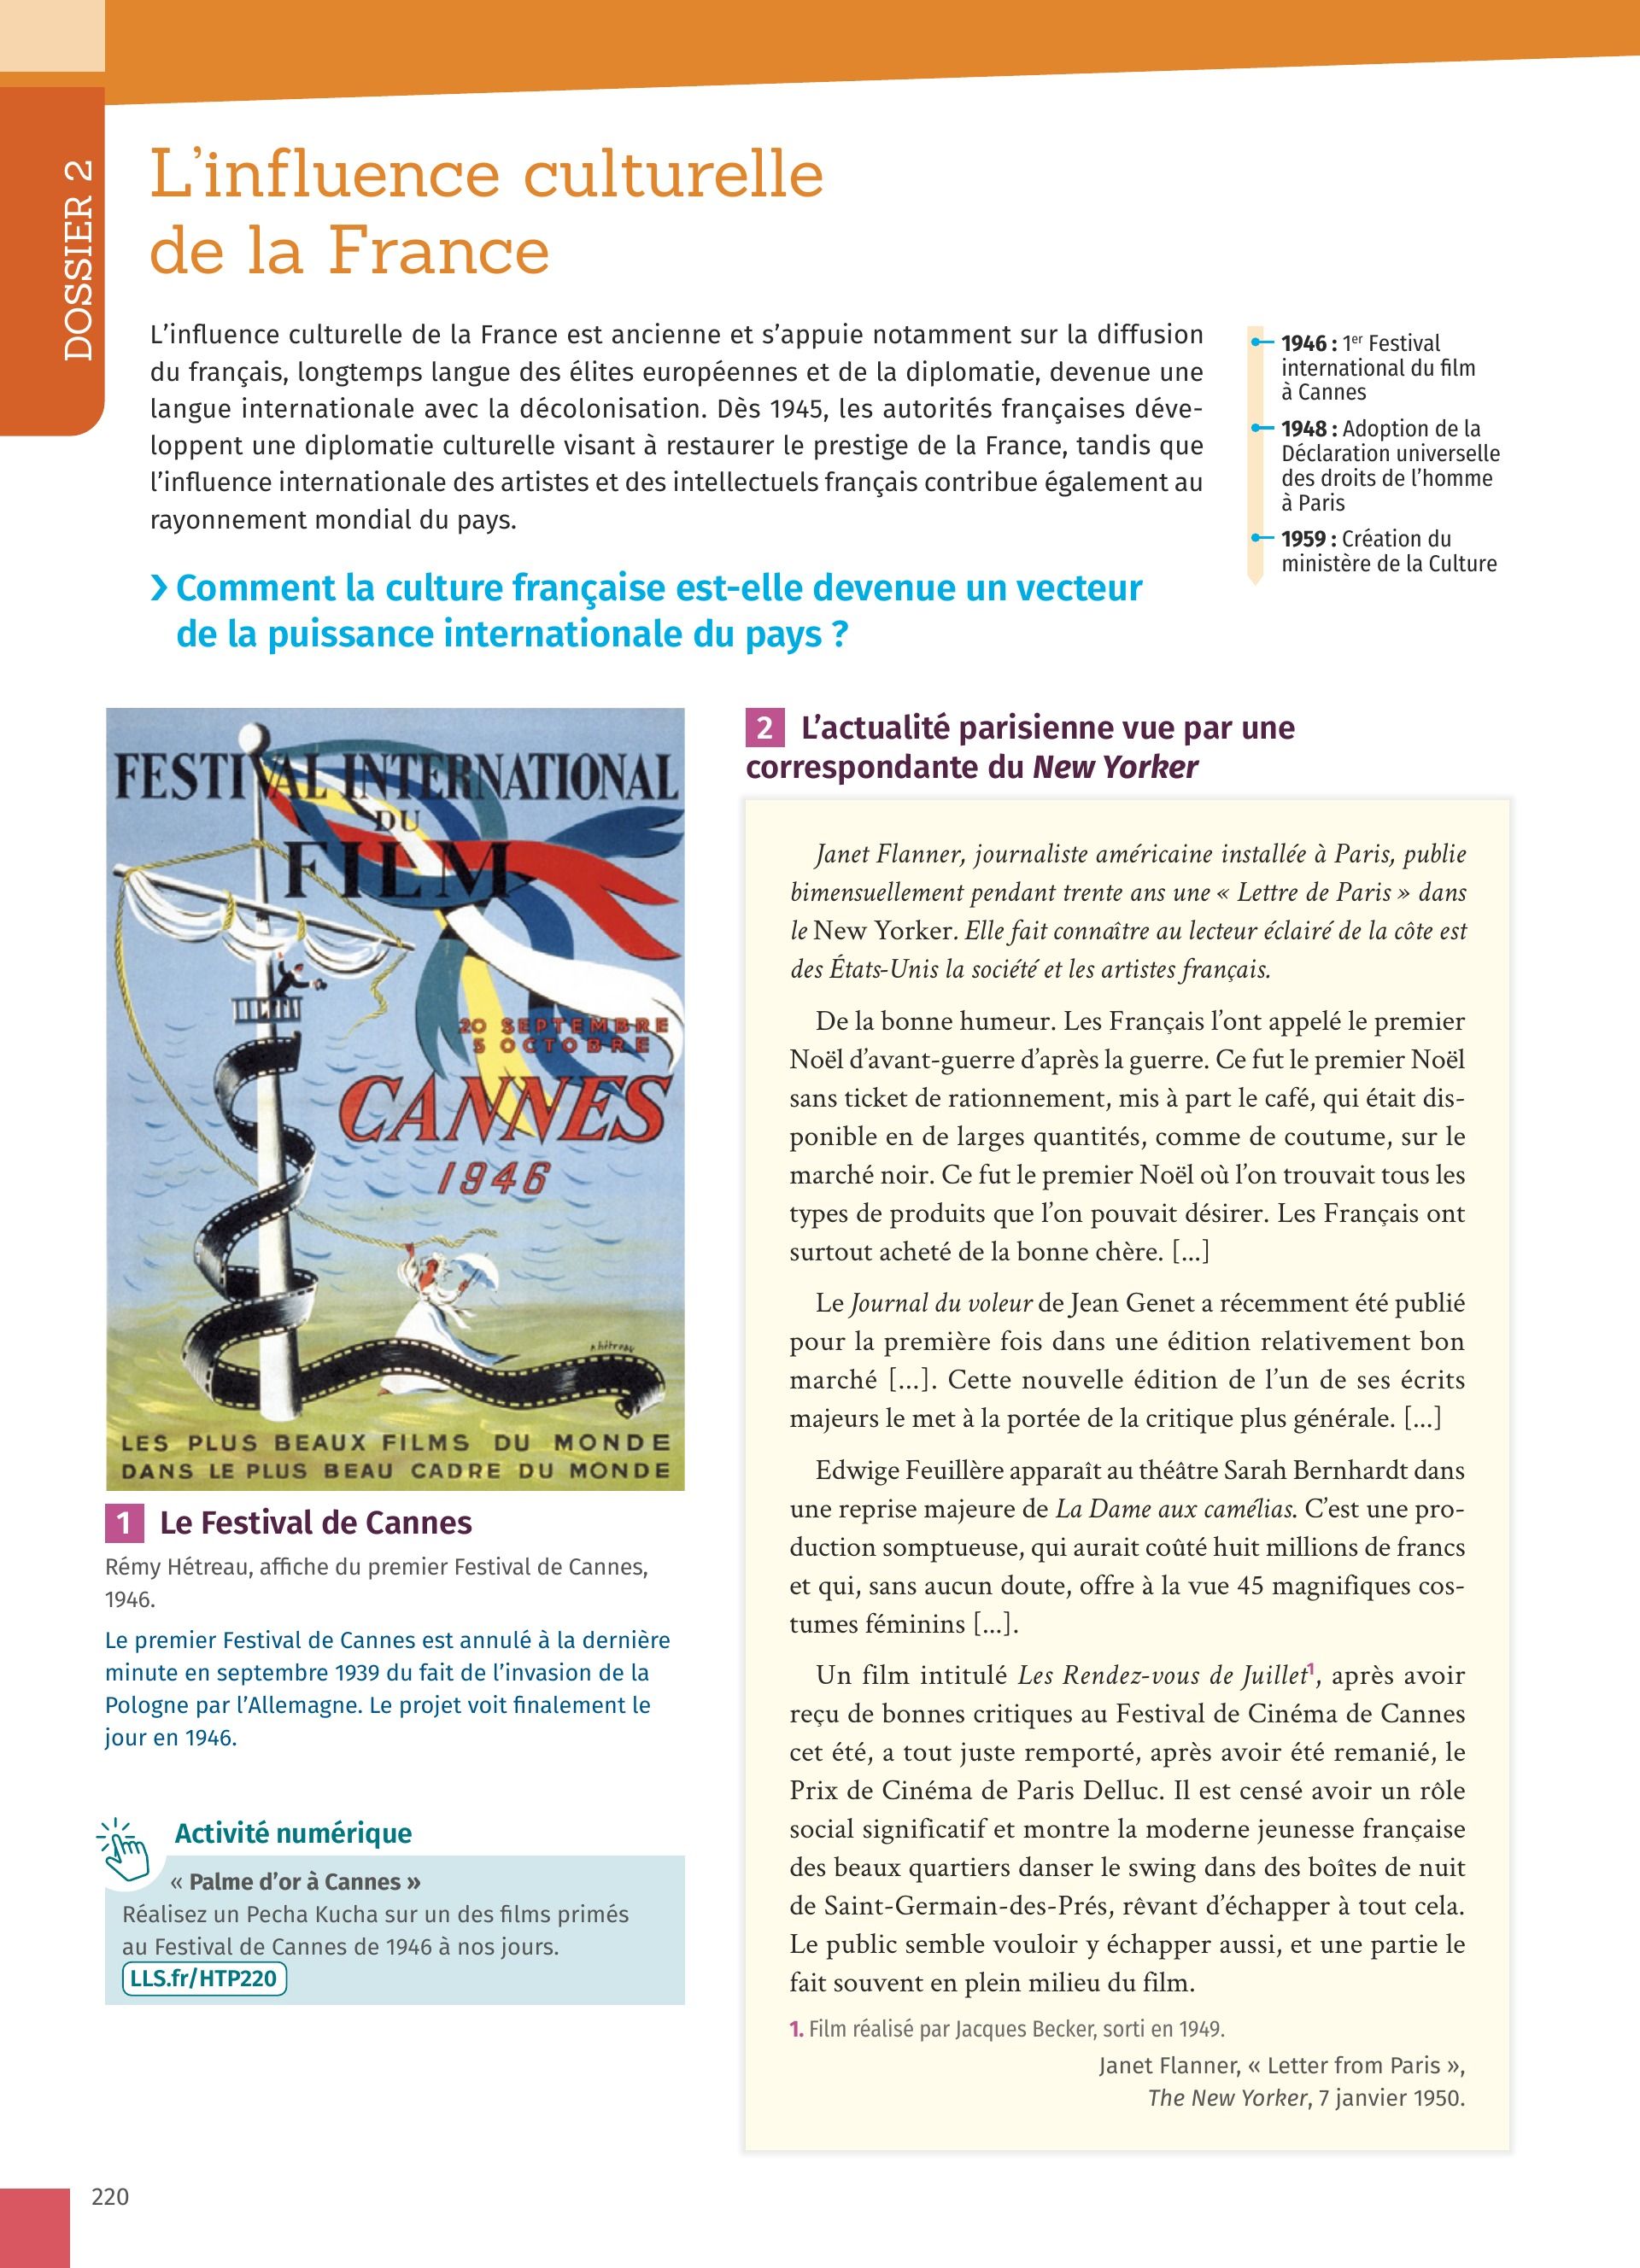 DOSSIER 2
L’influence culturelle
de la France
L’influence culturelle de la France est ancienne et s’appuie notamment sur la diffusion
du français, longtemps langue des élites européennes et de la diplomatie, devenue une
langue internationale avec la décolonisation. Dès 1945, les autorités françaises déve-
loppent une diplomatie culturelle visant à restaurer le prestige de la France, tandis que
l’influence internationale des artistes et des intellectuels français contribue également au
rayonnement mondial du pays.
1946 : 1er Festival
international du film
à Cannes
1948 : Adoption de la
Déclaration universelle
des droits de l’homme
à Paris
1959 : Création du
ministère de la Culture
› Comment la culture française est-elle devenue un vecteur
de la puissance internationale du pays ?
FESTIVAL INTERNATIONAL
DU
FILM
20 SEPTEMBRE
5 OCTOBRE
CANNES
1946
R. hétreau
LES PLUS BEAUX FILMS DU MONDE
DANS LE PLUS BEAU CADRE DU MONDE
1 Le Festival de Cannes
Rémy Hétreau, affiche du premier Festival de Cannes,
1946.
Le premier Festival de Cannes est annulé à la dernière
minute en septembre 1939 du fait de l’invasion de la
Pologne par l’Allemagne. Le projet voit finalement le
jour en 1946.
Activité numérique
« Palme d’or à Cannes »
Réalisez un Pecha Kucha sur un des films primés
au Festival de Cannes de 1946 à nos jours.
LLS.fr/HTP220
2 L’actualité parisienne vue par une
correspondante du New Yorker
Janet Flanner, journaliste américaine installée à Paris, publie
bimensuellement pendant trente ans une « Lettre de Paris » dans
le New Yorker. Elle fait connaître au lecteur éclairé de la côte est
des États-Unis la société et les artistes français.
De la bonne humeur. Les Français l’ont appelé le premier
Noël d’avant-guerre d’après la guerre. Ce fut le premier Noël
sans ticket de rationnement, mis à part le café, qui était dis-
ponible en de larges quantités, comme de coutume, sur le
marché noir. Ce fut le premier Noël où l’on trouvait tous les
types de produits que l’on pouvait désirer. Les Français ont
surtout acheté de la bonne chère. [...]
Le Journal du voleur de Jean Genet a récemment été publié
pour la première fois dans une édition relativement bon
marché [...]. Cette nouvelle édition de l’un de ses écrits
majeurs le met à la portée de la critique plus générale. [...]
Edwige Feuillère apparaît au théâtre Sarah Bernhardt dans
une reprise majeure de La Dame aux camélias. C’est une pro-
duction somptueuse, qui aurait coûté huit millions de francs
et qui, sans aucun doute, offre à la vue 45 magnifiques cos-
tumes féminins [...].
Un film intitulé Les Rendez-vous de Juillet1, après avoir
reçu de bonnes critiques au Festival de Cinéma de Cannes
cet été, a tout juste remporté, après avoir été remanié, le
Prix de Cinéma de Paris Delluc. Il est censé avoir un rôle
social significatif et montre la moderne jeunesse française
des beaux quartiers danser le swing dans des boîtes de nuit
de Saint-Germain-des-Prés, rêvant d’échapper à tout cela.
Le public semble vouloir y échapper aussi, et une partie le
fait souvent en plein milieu du film.
1. Film réalisé par Jacques Becker, sorti en 1949.
Janet Flanner, « Letter from Paris »,
The New Yorker, 7 janvier 1950.
220